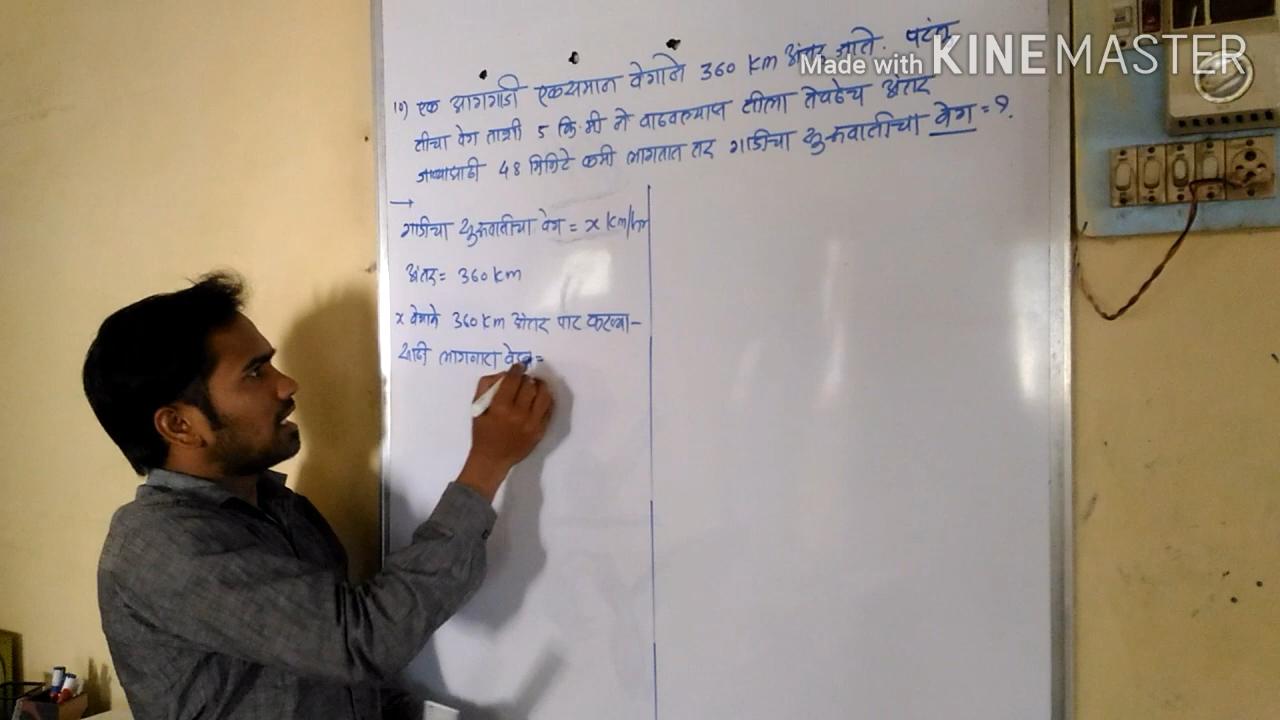 १०) एक आगगाडी एकसमान वेगाने 360 km अंतर जाते. परंतु
तीचा वेग ताशी 5 कि.मी ने वाढवल्यास तीला तेवढेच अंतर
जाण्यासाठी 48 मिनिटे कमी लागतात तर गाडीचा सुरुवातीचा वेग = ?
→
गाडीचा सुरुवातीचा वेग = x km/hr
अंतर = 360 km
x वेगाने 360 km अंतर पार करण्या-
साठी लागणारा वेळ =
Made with KINEMASTER